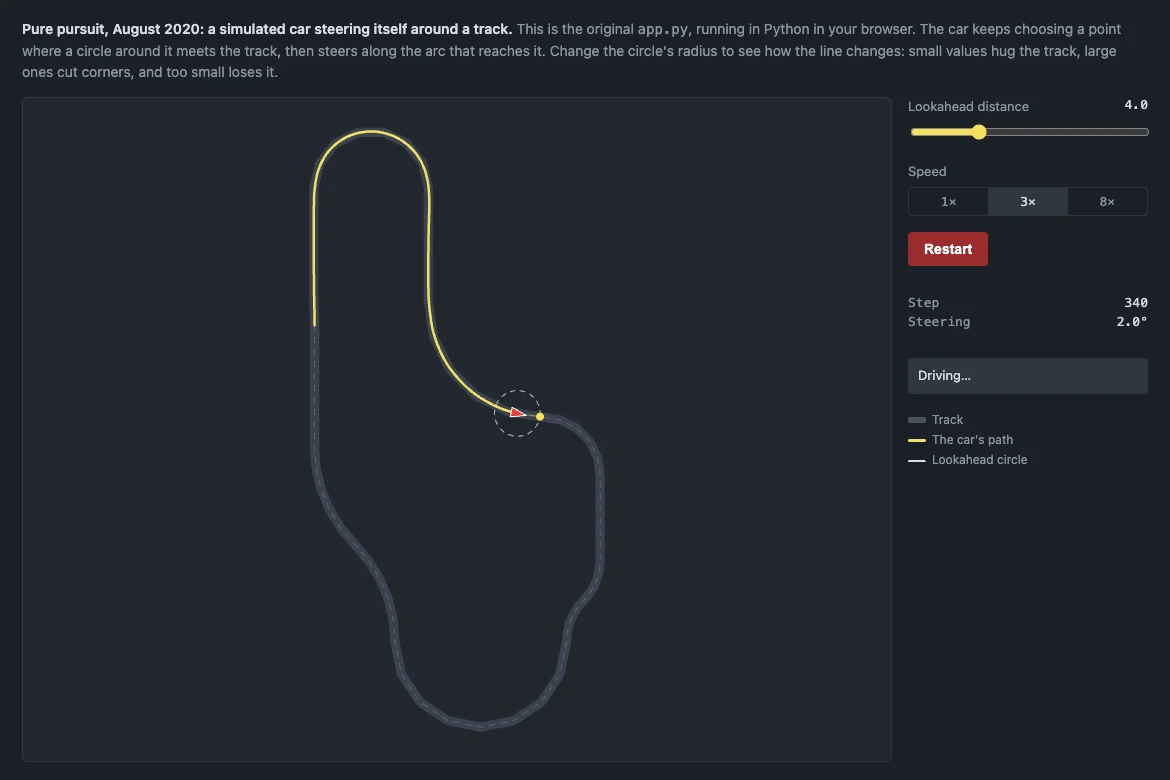 Pure pursuit, August 2020: a simulated car steering itself around a track. This is the original app.py, running in Python in your browser. The car keeps choosing a point
where a circle around it meets the track, then steers along the arc that reaches it. Change the circle's radius to see how the line changes: small values hug the track, large
ones cut corners, and too small loses it.
Lookahead distance 4.0
Speed
1× 3× 8×
Restart
Step 340
Steering 2.0°
Driving...
Track
The car's path
Lookahead circle